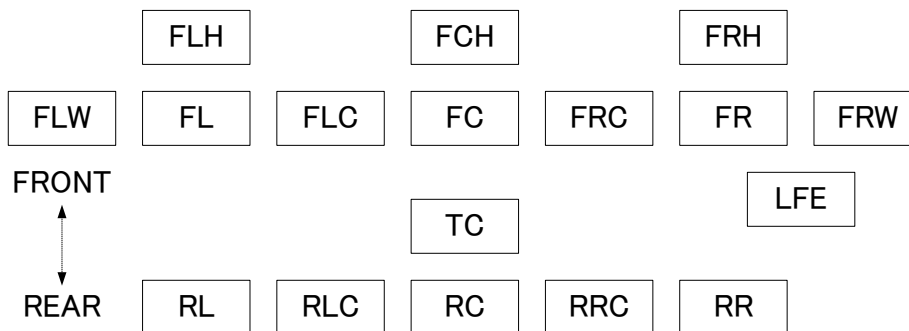 FLH FCH FRH
FLW FL FLC FC FRC FR FRW
FRONT
LFE
TC
REAR RL RLC RC RRC RR